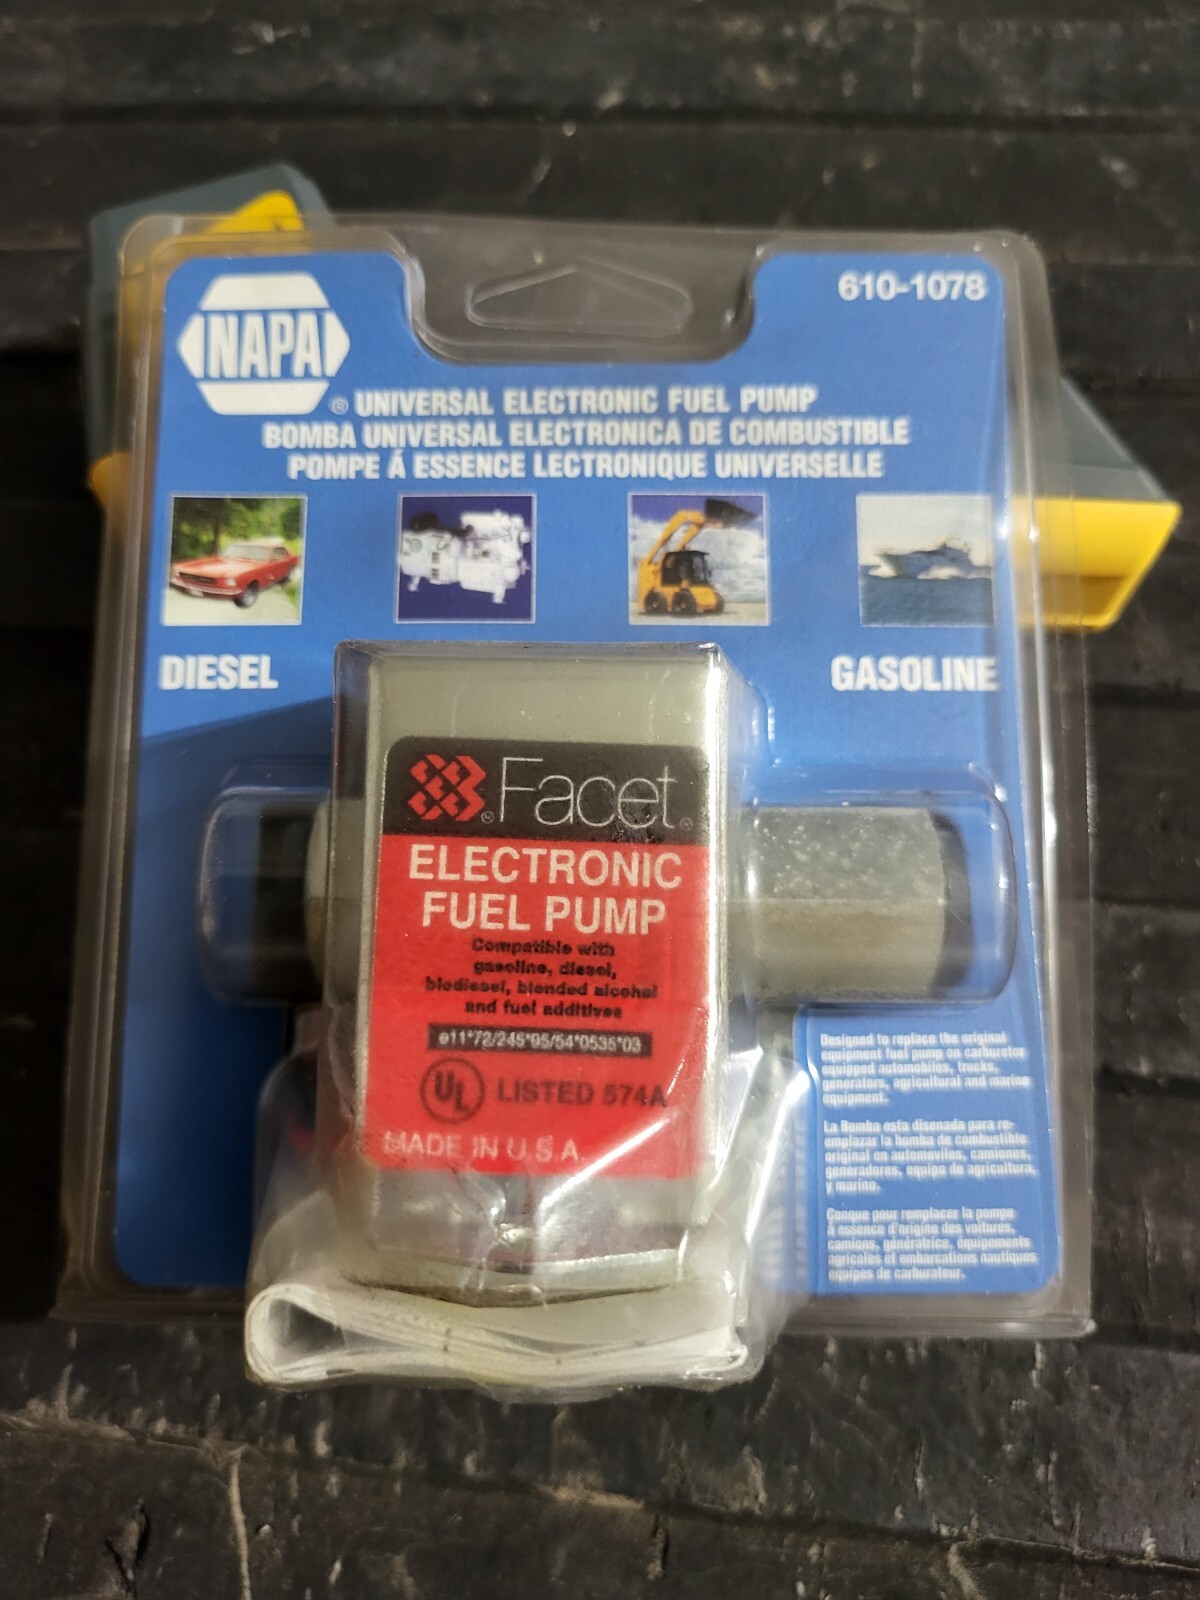 NAPA
610-1078
® UNIVERSAL ELECTRONIC FUEL PUMP
BOMBA UNIVERSAL ELECTRONICA DE COMBUSTIBLE
POMPE Á ESSENCE LECTRONIQUE UNIVERSELLE
DIESEL
GASOLINE
®Facet®
ELECTRONIC
FUEL PUMP
Compatible with
gasoline, diesel,
biodiesel, blended alcohol
and fuel additives
e11*72/245*95/54*0535*03
UL LISTED 574A
MADE IN U.S.A.
Designed to replace the original
equipment fuel pump on carburetor
equipped automobiles, trucks,
generators, agricultural and marine
equipment.
La Bomba esta disenada para re-
emplazar la bomba de combustible
original en automoviles, camiones,
generadores, equipo de agricultura,
y marino.
Conque pour remplacer la pompe
á essence d'origine des voitures,
camions, génératrice, équipements
agricoles et embarcations nautiques
équipes de carburateur.